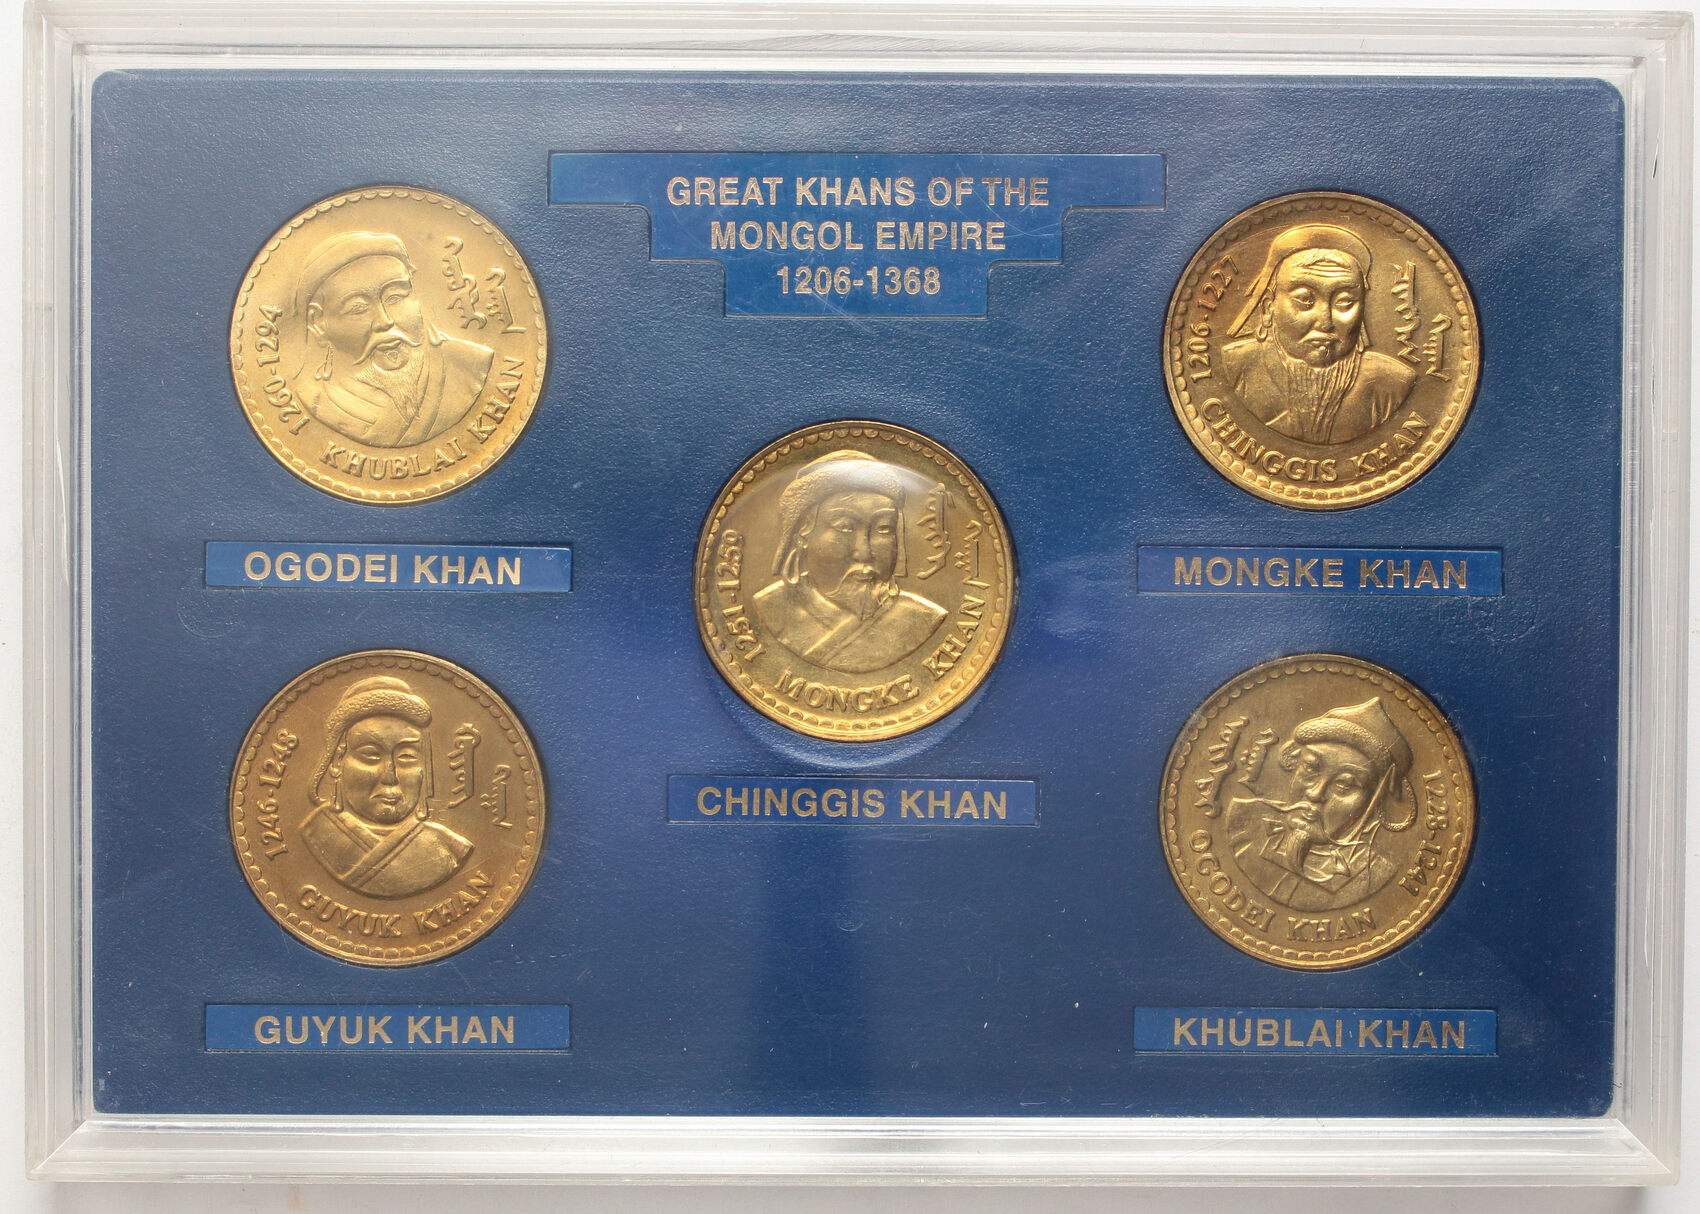 GREAT KHANS OF THE
MONGOL EMPIRE
1206-1368
1260-1294
KHUBLAI KHAN
OGODEI KHAN
1206-1227
CHINGGIS KHAN
MONGKE KHAN
1251-1259
MONGKE KHAN
CHINGGIS KHAN
1246-1248
GUYUK KHAN
GUYUK KHAN
OGODEI KHAN
1228-1241
KHUBLAI KHAN